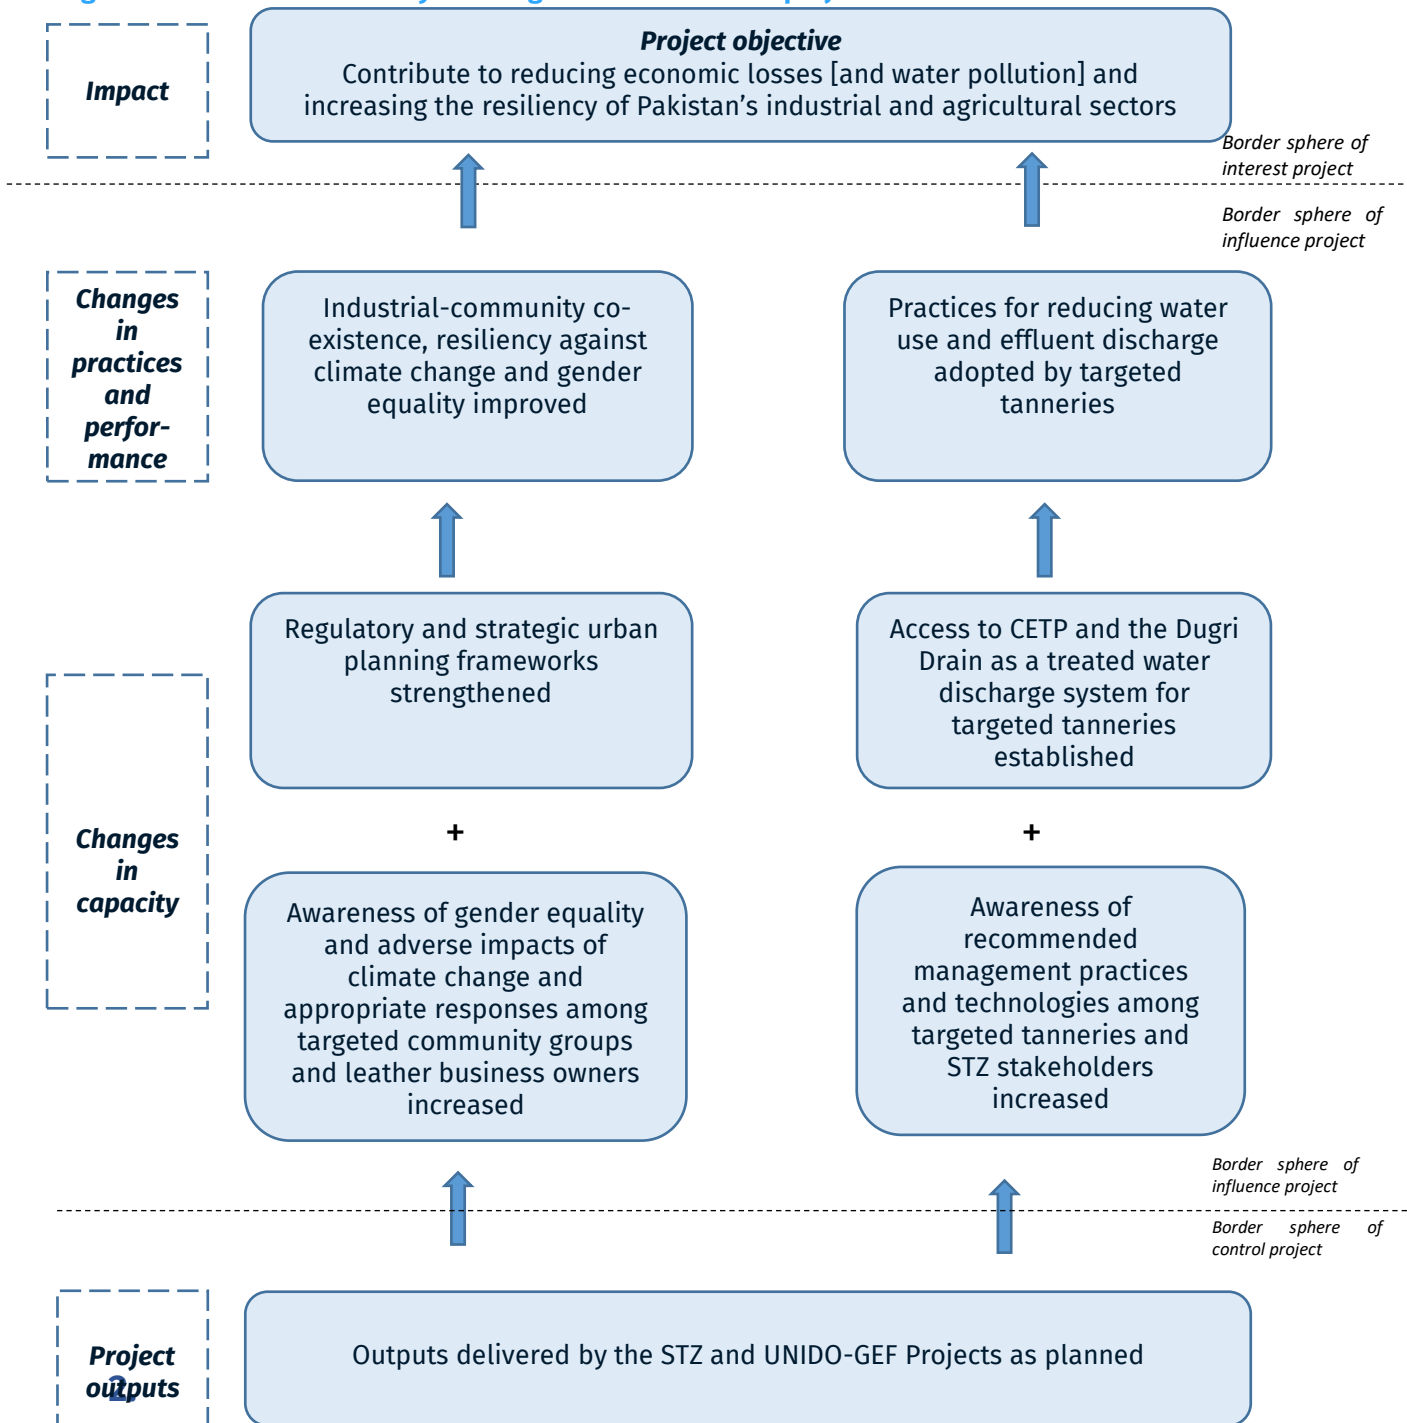 Project objective
Contribute to reducing economic losses [and water pollution] and
increasing the resiliency of Pakistan's industrial and agricultural sectors
Impact
Border sphere of
interest project
Border sphere of
influence project
Changes
in
practices
and
perfor-
mance
Industrial-community co-
existence, resiliency against
climate change and gender
equality improved
Practices for reducing water
use and effluent discharge
adopted by targeted
tanneries
Changes
in
capacity
Regulatory and strategic urban
planning frameworks
strengthened
Access to CETP and the Dugri
Drain as a treated water
discharge system for
targeted tanneries
established
+
+
Awareness of gender equality
and adverse impacts of
climate change and
appropriate responses among
targeted community groups
and leather business owners
increased
Awareness of
recommended
management practices
and technologies among
targeted tanneries and
STZ stakeholders
increased
Border sphere of
influence project
Border sphere of
control project
Project
outputs
2.
Outputs delivered by the STZ and UNIDO-GEF Projects as planned